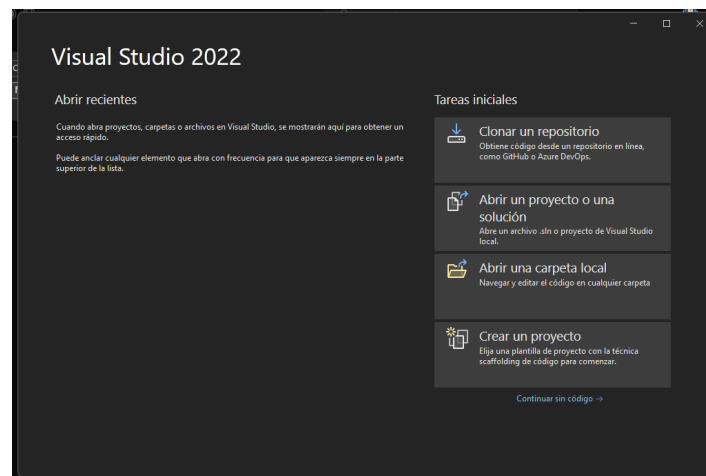 Visual Studio 2022
Abrir recientes
Cuando abra proyectos, carpetas o archivos en Visual Studio, se mostrarán aquí para obtener un
acceso rápido.
Puede anclar cualquier elemento que abra con frecuencia para que aparezca siempre en la parte
superior de la lista.
Tareas iniciales
Clonar un repositorio
Obtiene código desde un repositorio en línea,
como GitHub o Azure DevOps.
Abrir un proyecto o una
solución
Abre un archivo .sln o proyecto de Visual Studio
local.
Abrir una carpeta local
Navegar y editar el código en cualquier carpeta
Crear un proyecto
Elija una plantilla de proyecto con la técnica
scaffolding de código para comenzar.
Continuar sin código →